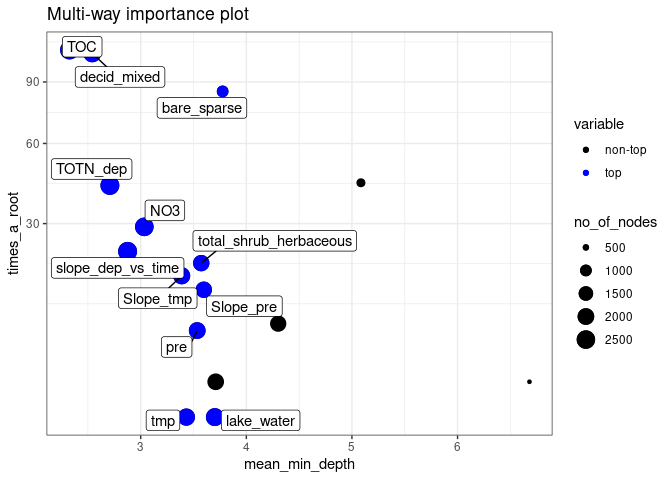 Multi-way importance plot
TOC
decid_mixed
bare_sparse
TOTN_dep
NO3
total_shrub_herbaceous
slope_dep_vs_time
Slope_tmp
Slope_pre
pre
tmp
lake_water
90
60
30
times_a_root
3
4
5
6
mean_min_depth
variable
non-top
top
no_of_nodes
500
1000
1500
2000
2500